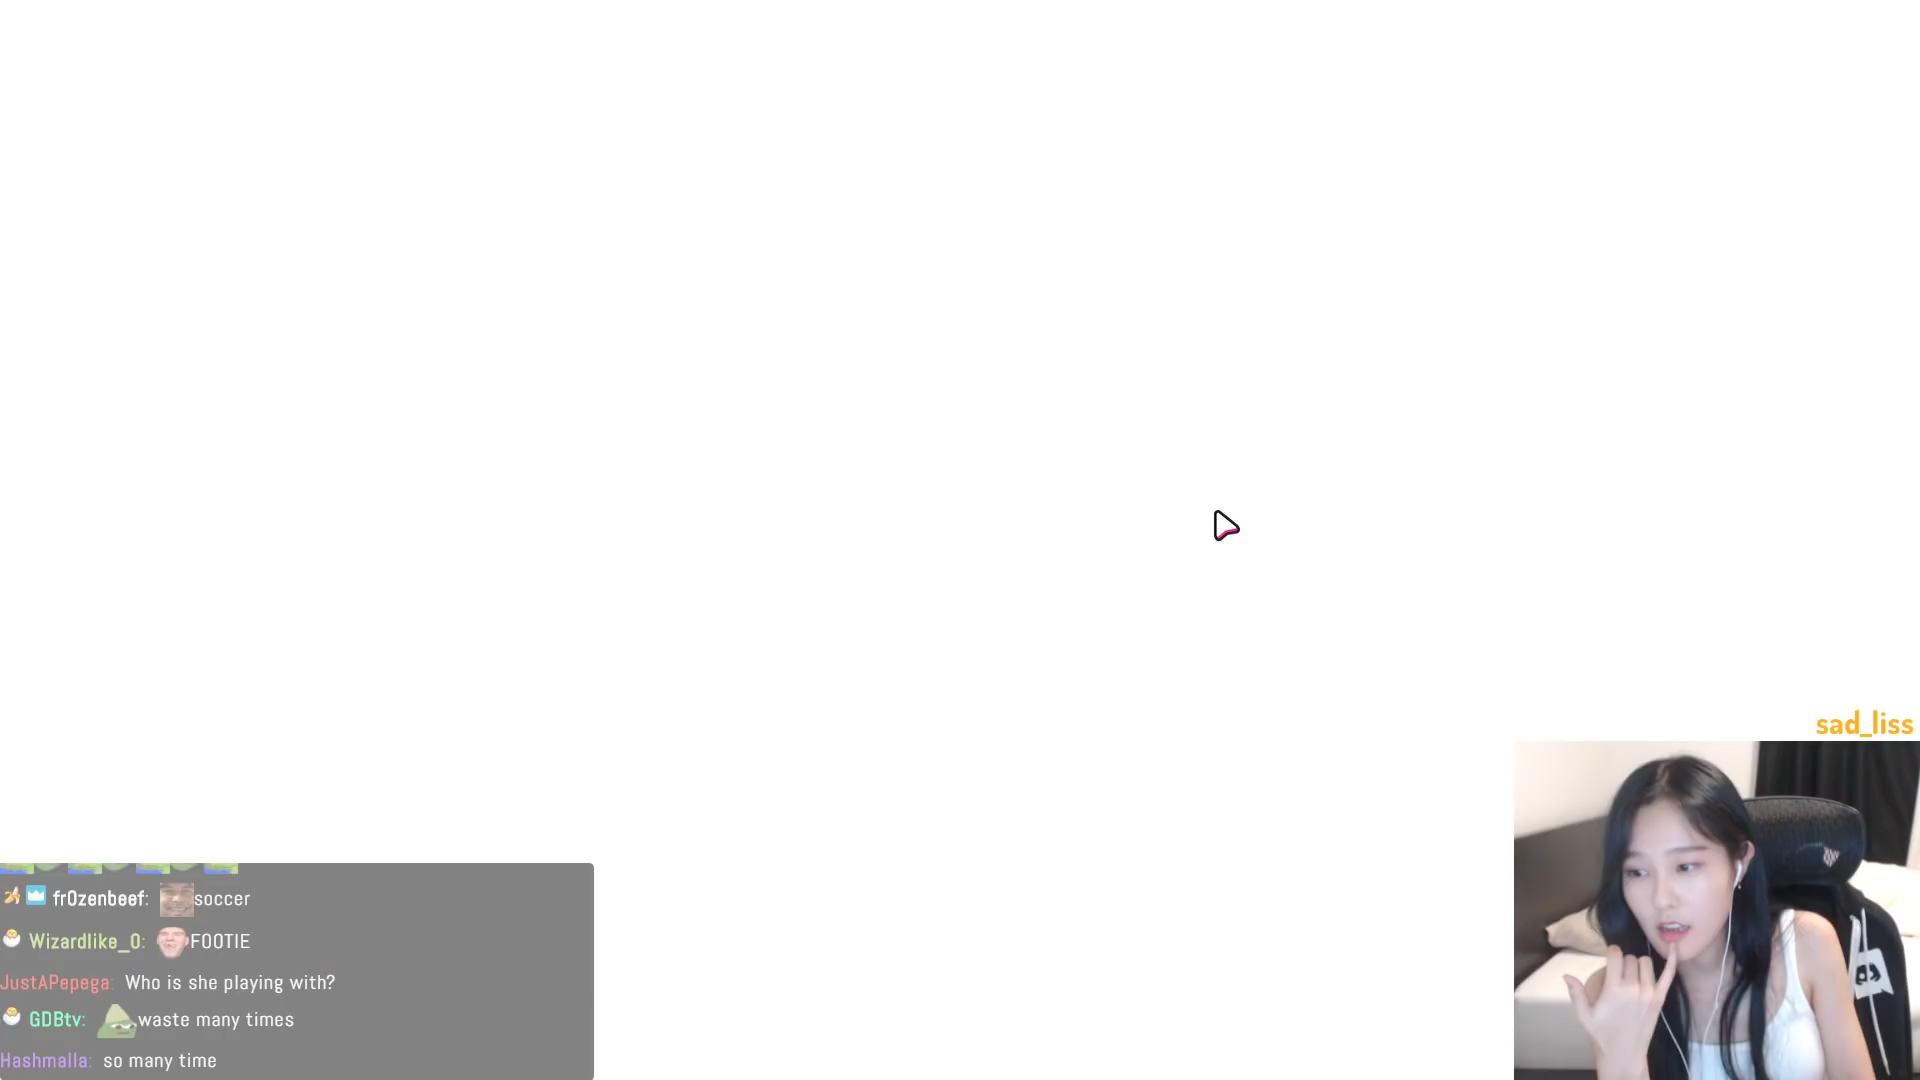 sad_liss
fr0zenbeef: soccer
Wizardlike_0: FOOTIE
JustAPepega: Who is she playing with?
GDBtv: waste many times
Hashmalla: so many time